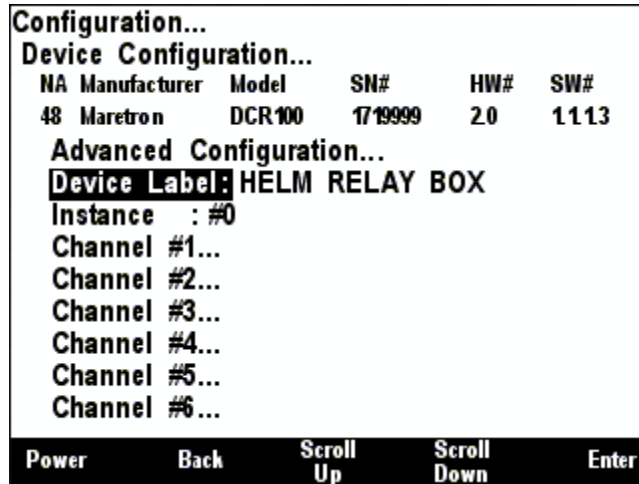 Configuration...
Device Configuration...
NA Manufacturer Model SN# HW# SW#
48 Maretron DCR100 1719999 2.0 1.1.1.3
Advanced Configuration...
Device Label: HELM RELAY BOX
Instance : #0
Channel #1...
Channel #2...
Channel #3...
Channel #4...
Channel #5...
Channel #6...
Power Back Scroll Up Scroll Down Enter